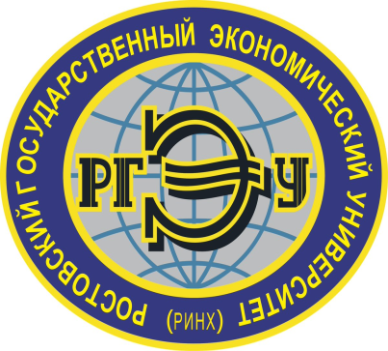 РОСТОВСКИЙ ГОСУДАРСТВЕННЫЙ ЭКОНОМИЧЕСКИЙ УНИВЕРСИТЕТ
(РИНХ)
РГЭУ